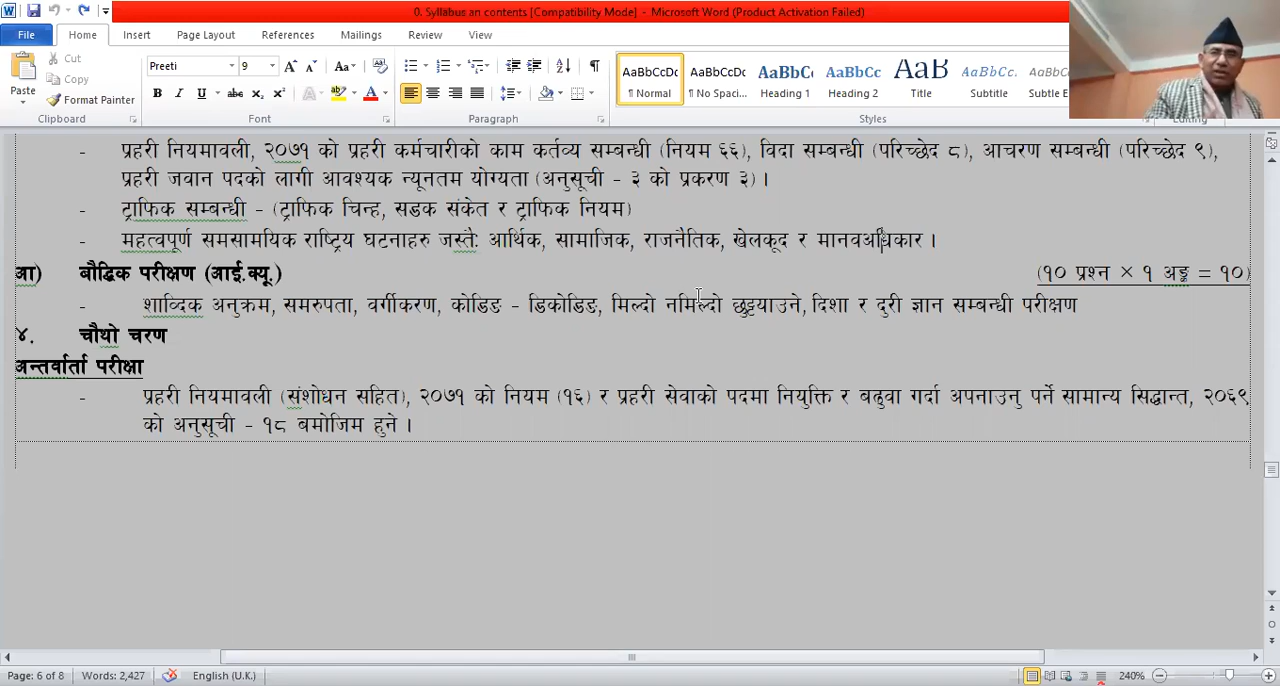 0. Syllabus an contents [Compatibility Mode] - Microsoft Word (Product Activation Failed)
File Home Insert Page Layout References Mailings Review View
Cut
Copy
Paste
Format Painter
Preeti 9
AaBbCcDc AaBbCcDc AaBbC( AaBbCc AaB AaBbCc. AaBbCc
¶ Normal ¶ No Spaci... Heading 1 Heading 2 Title Subtitle Subtle E
Clipboard Font Paragraph Styles Editing
- प्रहरी नियमावली, २०७१ को प्रहरी कर्मचारीको काम कर्तव्य सम्बन्धी (नियम ६६), विदा सम्बन्धी (परिच्छेद ८), आचरण सम्बन्धी (परिच्छेद ९),
प्रहरी जवान पदको लागी आवश्यक न्यूनतम योग्यता (अनुसूची - ३ को प्रकरण ३) ।
- ट्राफिक सम्बन्धी - (ट्राफिक चिन्ह, सडक संकेत र ट्राफिक नियम)
- महत्वपूर्ण समसामयिक राष्ट्रिय घटनाहरु जस्तै: आर्थिक, सामाजिक, राजनैतिक, खेलकूद र मानवअधिकार ।
आ) बौद्धिक परीक्षण (आई.क्यू.) (१० प्रश्न × १ अङ्क = १०)
- शाब्दिक अनुक्रम, समरुपता, वर्गीकरण, कोडिङ - डिकोडिङ, मिल्दो नमिल्दो छुट्टयाउने, दिशा र दुरी ज्ञान सम्बन्धी परीक्षण
४. चौथो चरण
अन्तर्वार्ता परीक्षा
- प्रहरी नियमावली (संशोधन सहित), २०७१ को नियम (१६) र प्रहरी सेवाको पदमा नियुक्ति र बढुवा गर्दा अपनाउनु पर्ने सामान्य सिद्धान्त, २०६९
को अनुसूची - १८ बमोजिम हुने ।
Page: 6 of 8 Words: 2,427 English (U.K.) 240%